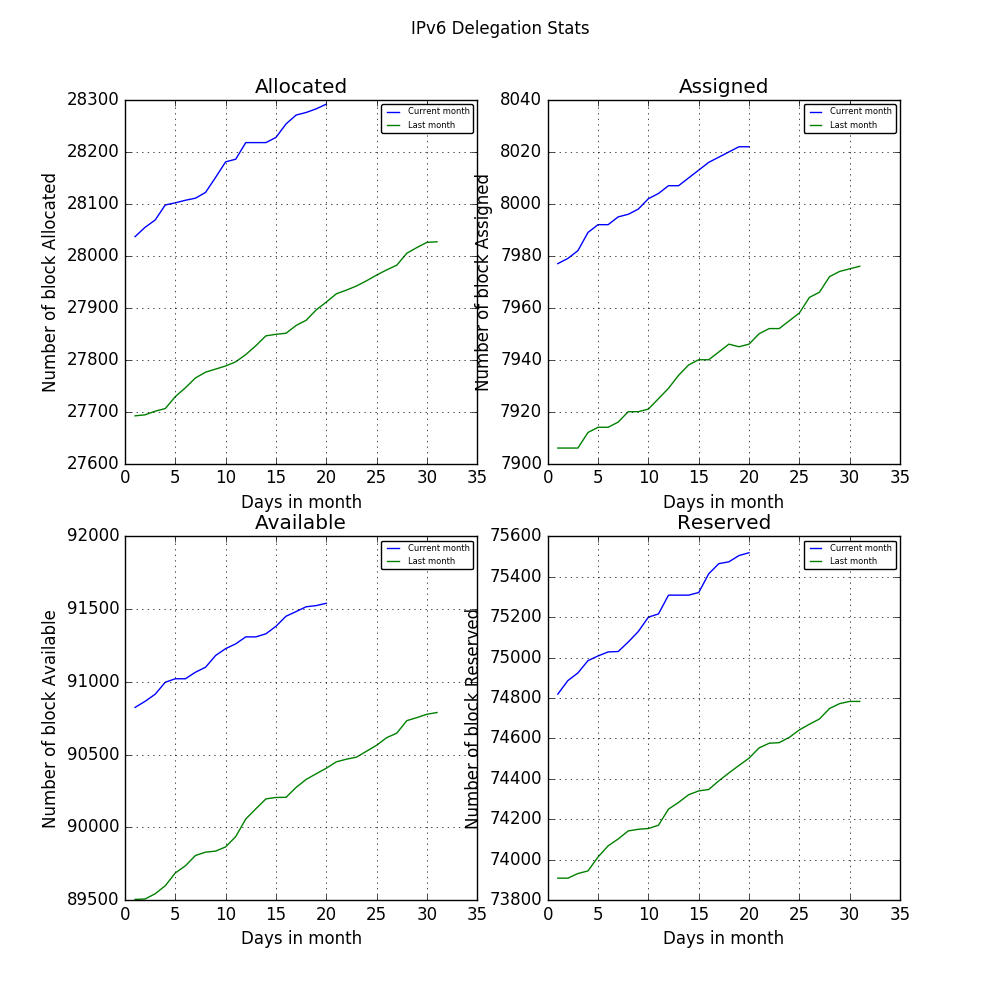 IPv6 Delegation Stats
Allocated
Number of block Allocated
28300
28200
28100
28000
27900
27800
27700
27600
0 5 10 15 20 25 30 35
Days in month
Current month
Last month
Assigned
Number of block Assigned
8040
8020
8000
7980
7960
7940
7920
7900
0 5 10 15 20 25 30 35
Days in month
Current month
Last month
Available
Number of block Available
92000
91500
91000
90500
90000
89500
0 5 10 15 20 25 30 35
Days in month
Current month
Last month
Reserved
Number of block Reserved
75600
75400
75200
75000
74800
74600
74400
74200
74000
73800
0 5 10 15 20 25 30 35
Days in month
Current month
Last month